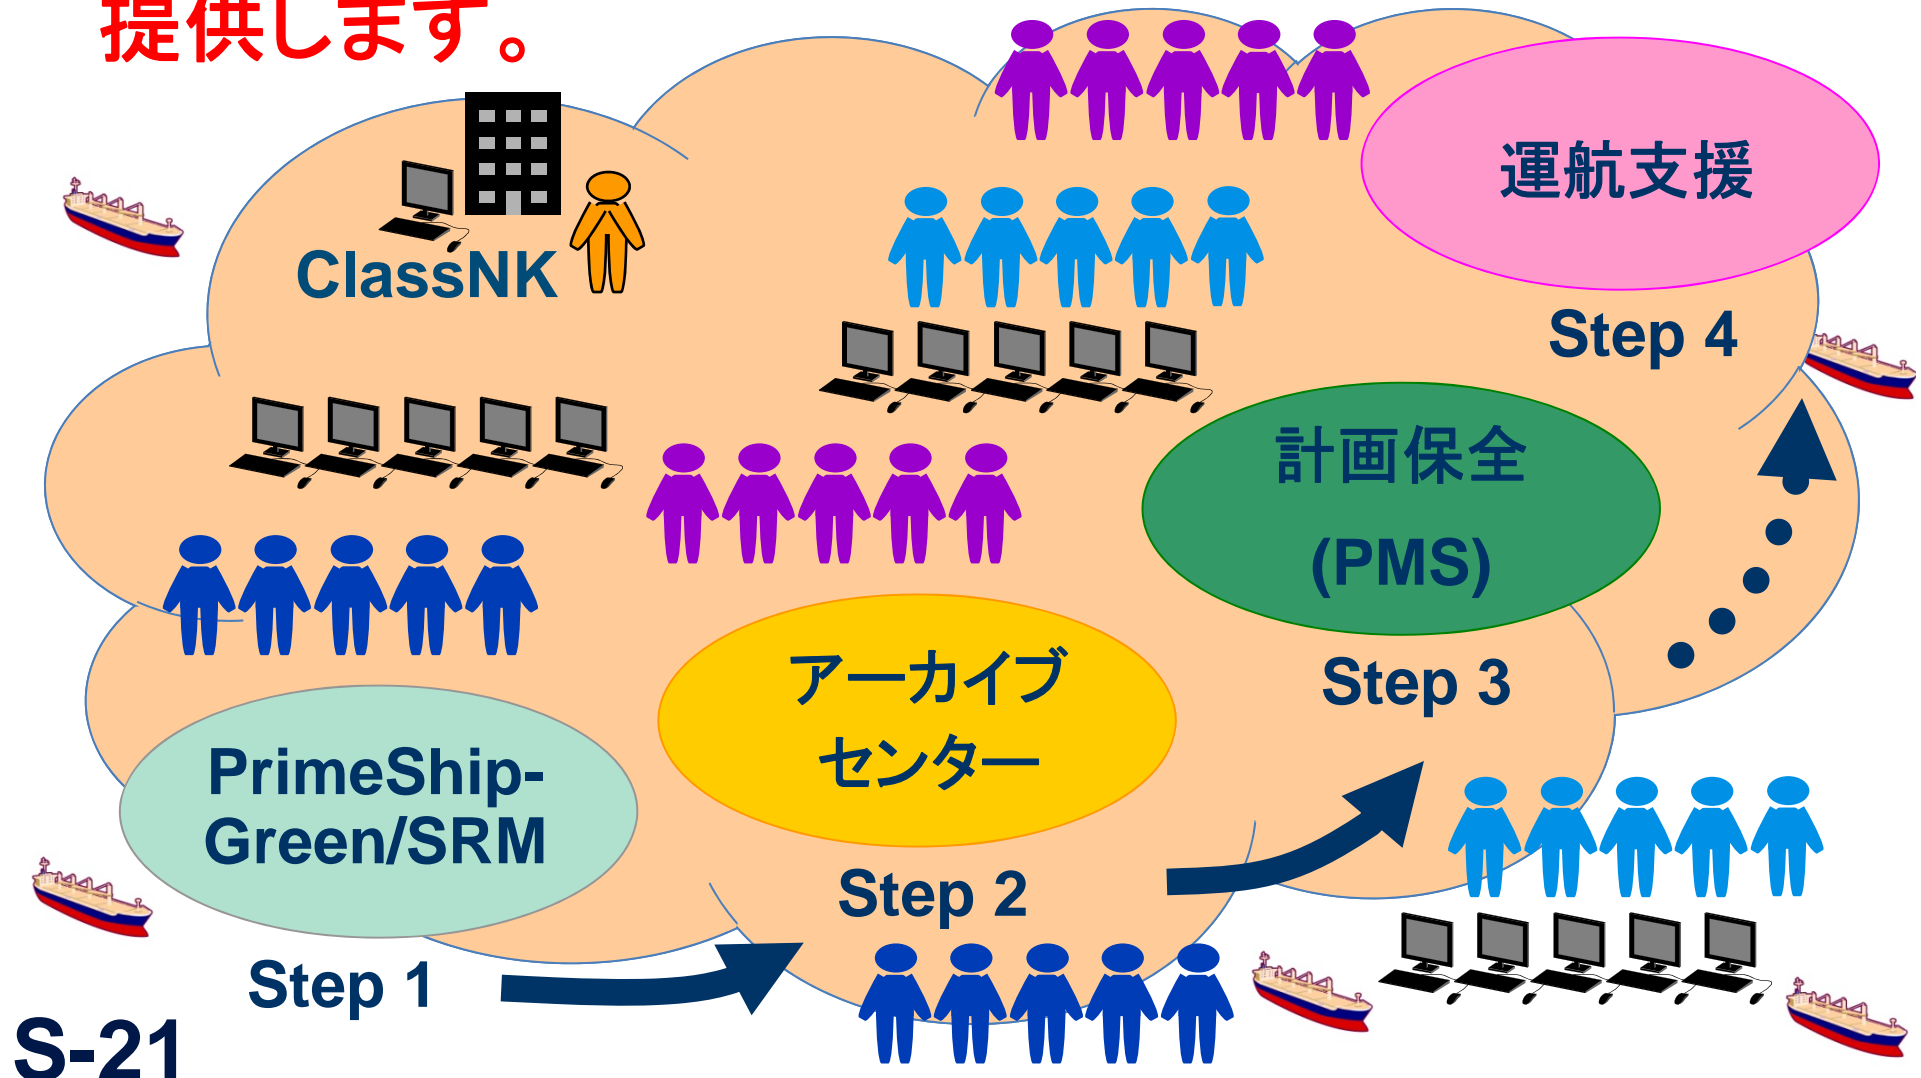 提供します。
ClassNK
運航支援
Step 4
計画保全
(PMS)
Step 3
アーカイブ
センター
Step 2
PrimeShip-
Green/SRM
Step 1
S-21